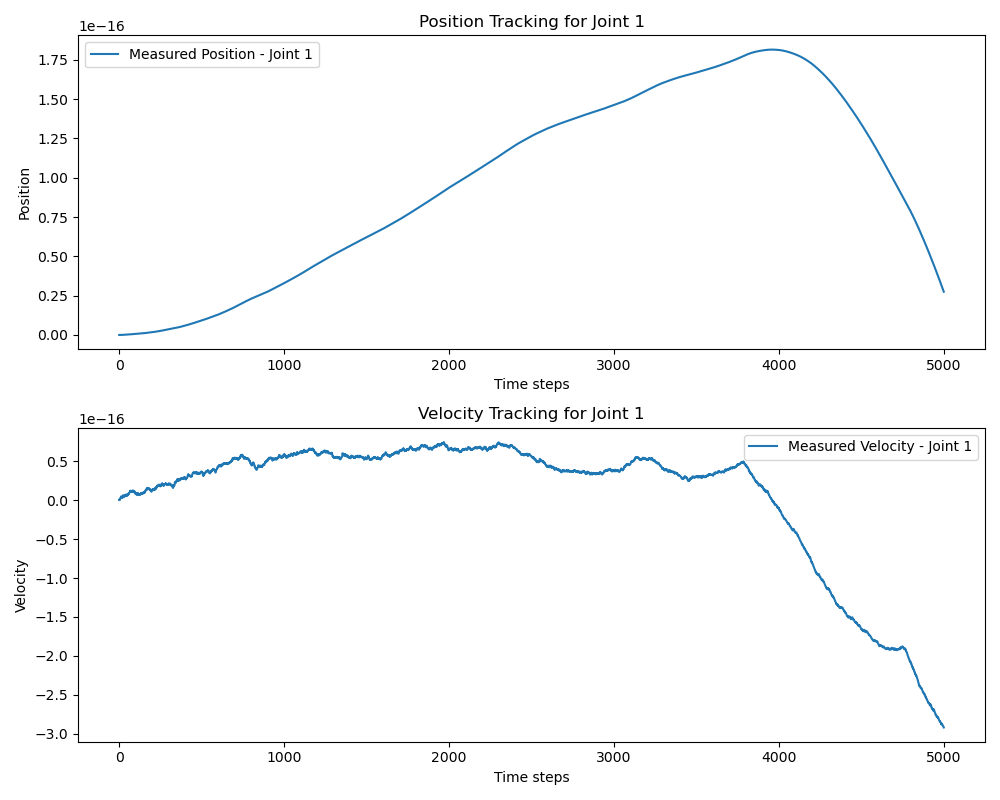 Position Tracking for Joint 1
1e−16
Measured Position - Joint 1
1.75
1.50
1.25
1.00
0.75
0.50
0.25
0.00
Position
0 1000 2000 3000 4000 5000
Time steps
Velocity Tracking for Joint 1
1e−16
Measured Velocity - Joint 1
0.5
0.0
−0.5
−1.0
−1.5
−2.0
−2.5
−3.0
Velocity
0 1000 2000 3000 4000 5000
Time steps